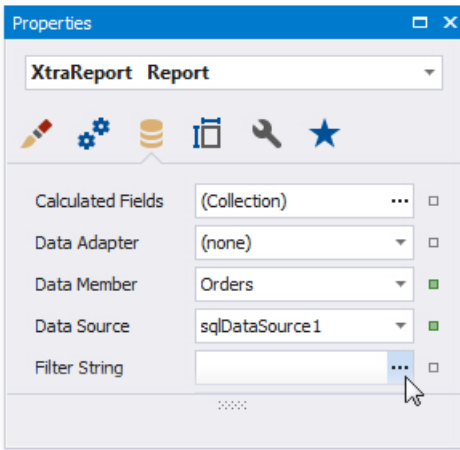 Properties
XtraReport Report
Calculated Fields (Collection) ...
Data Adapter (none)
Data Member Orders
Data Source sqlDataSource1
Filter String ...